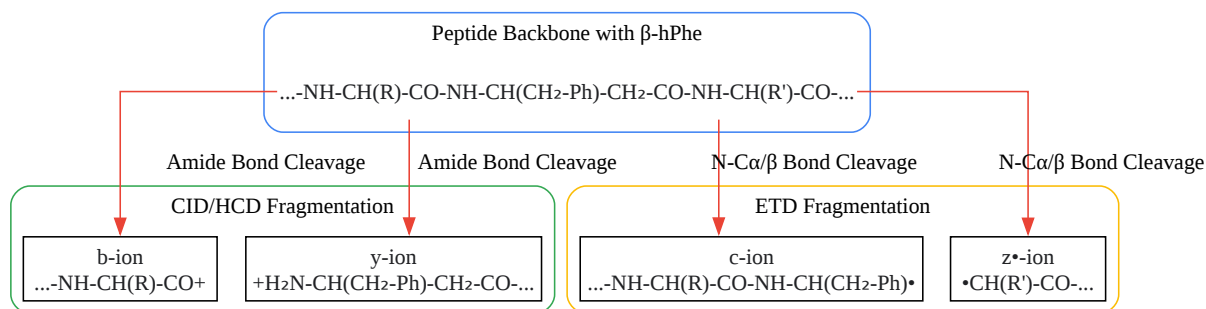 Peptide Backbone with β-hPhe
...-NH-CH(R)-CO-NH-CH(CH₂-Ph)-CH₂-CO-NH-CH(R')-CO-...
Amide Bond Cleavage
Amide Bond Cleavage
N-Cα/β Bond Cleavage
N-Cα/β Bond Cleavage
CID/HCD Fragmentation
ETD Fragmentation
b-ion
...-NH-CH(R)-CO+
y-ion
+H₂N-CH(CH₂-Ph)-CH₂-CO-...
c-ion
...-NH-CH(R)-CO-NH-CH(CH₂-Ph)•
z•-ion
•CH(R')-CO-...